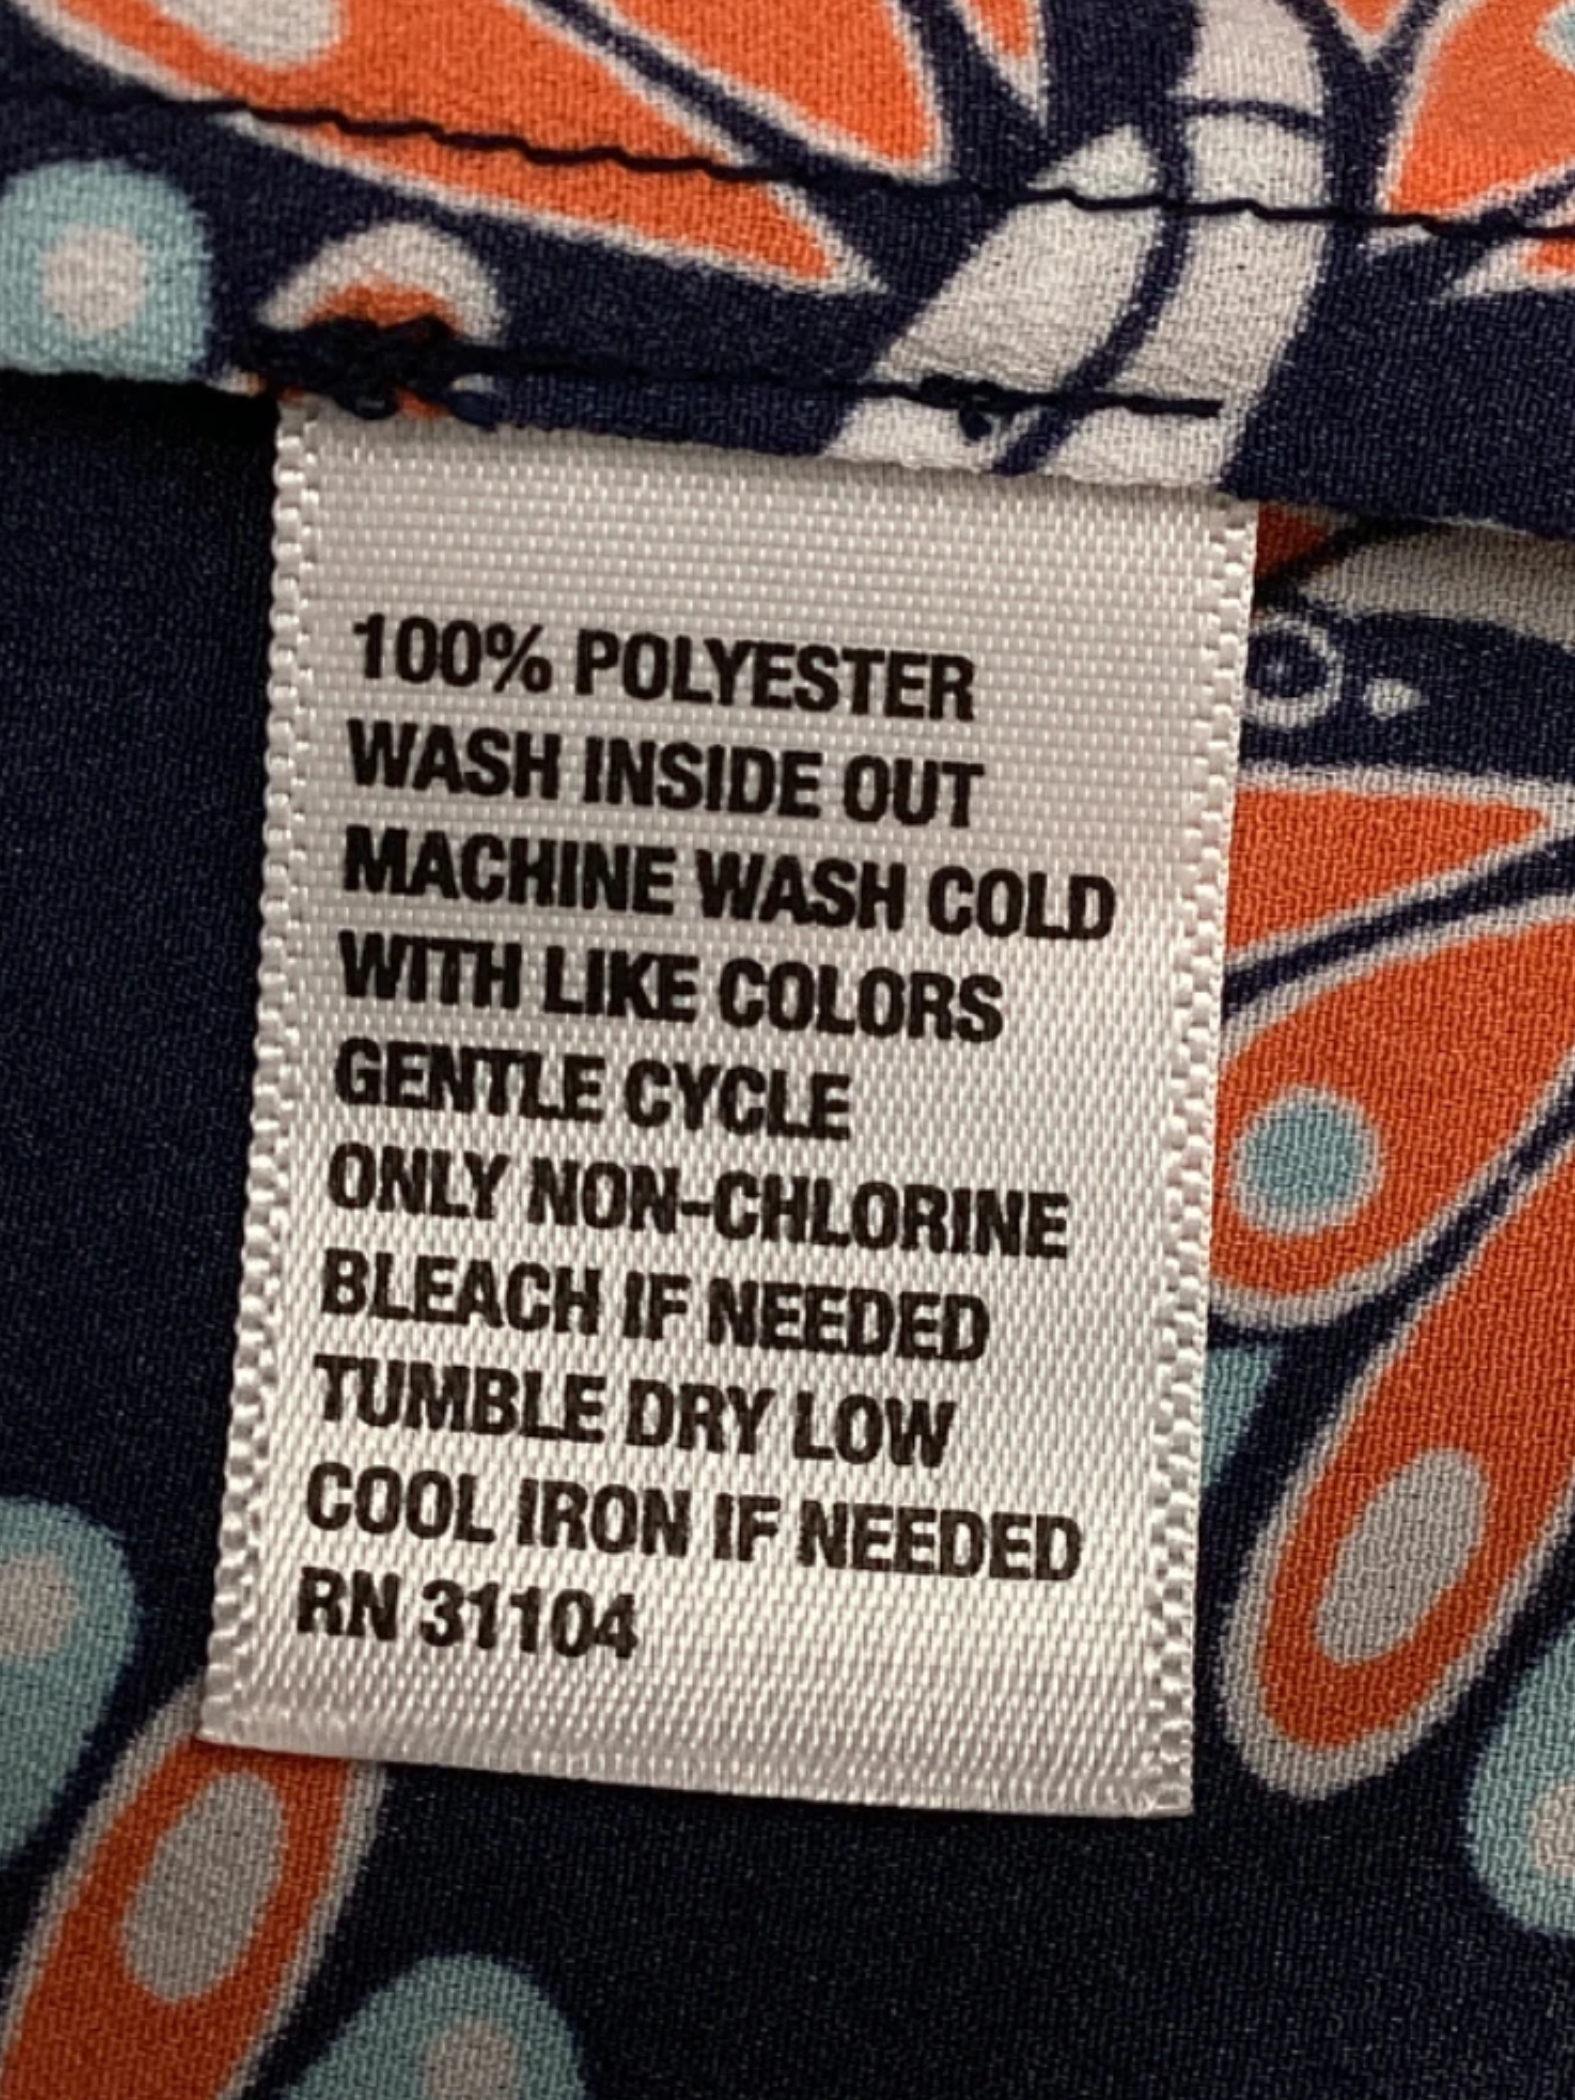 100% POLYESTER
WASH INSIDE OUT
MACHINE WASH COLD
WITH LIKE COLORS
GENTLE CYCLE
ONLY NON-CHLORINE
BLEACH IF NEEDED
TUMBLE DRY LOW
COOL IRON IF NEEDED
RN 31104